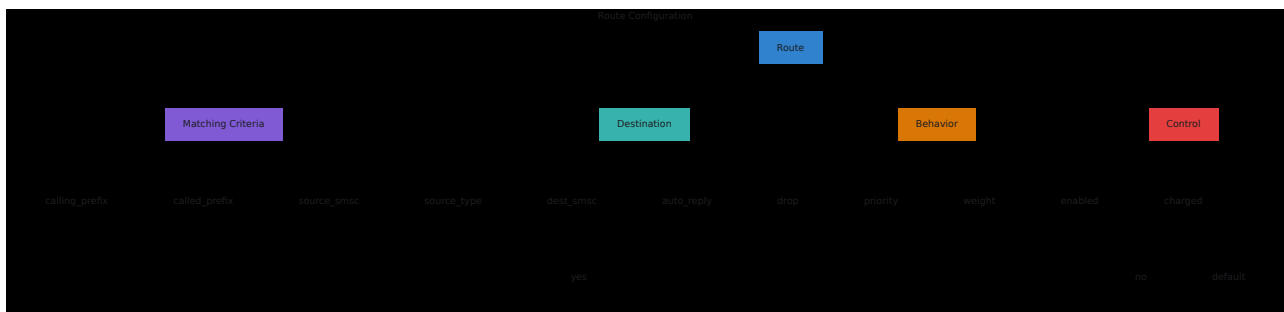 Route Configuration
Route
Matching Criteria
Destination
Behavior
Control
calling_prefix
called_prefix
source_smsc
source_type
dest_smsc
auto_reply
drop
priority
weight
enabled
charged
yes
no
default